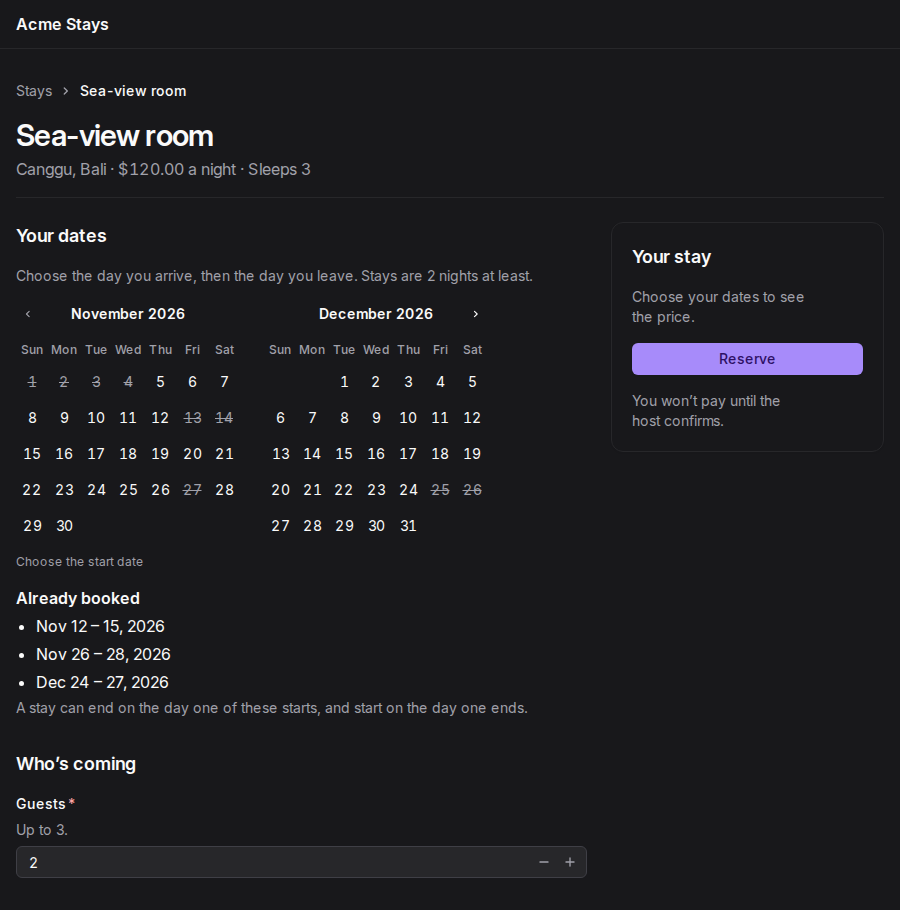 Acme Stays
Stays > Sea-view room
Sea-view room
Canggu, Bali · $120.00 a night · Sleeps 3
Your dates
Choose the day you arrive, then the day you leave. Stays are 2 nights at least.
November 2026
Sun Mon Tue Wed Thu Fri Sat
1 2 3 4 5 6 7
8 9 10 11 12 13 14
15 16 17 18 19 20 21
22 23 24 25 26 27 28
29 30
December 2026
Sun Mon Tue Wed Thu Fri Sat
1 2 3 4 5
6 7 8 9 10 11 12
13 14 15 16 17 18 19
20 21 22 23 24 25 26
27 28 29 30 31
Choose the start date
Already booked
• Nov 12 – 15, 2026
• Nov 26 – 28, 2026
• Dec 24 – 27, 2026
A stay can end on the day one of these starts, and start on the day one ends.
Who’s coming
Guests *
Up to 3.
2
Your stay
Choose your dates to see
the price.
Reserve
You won’t pay until the
host confirms.